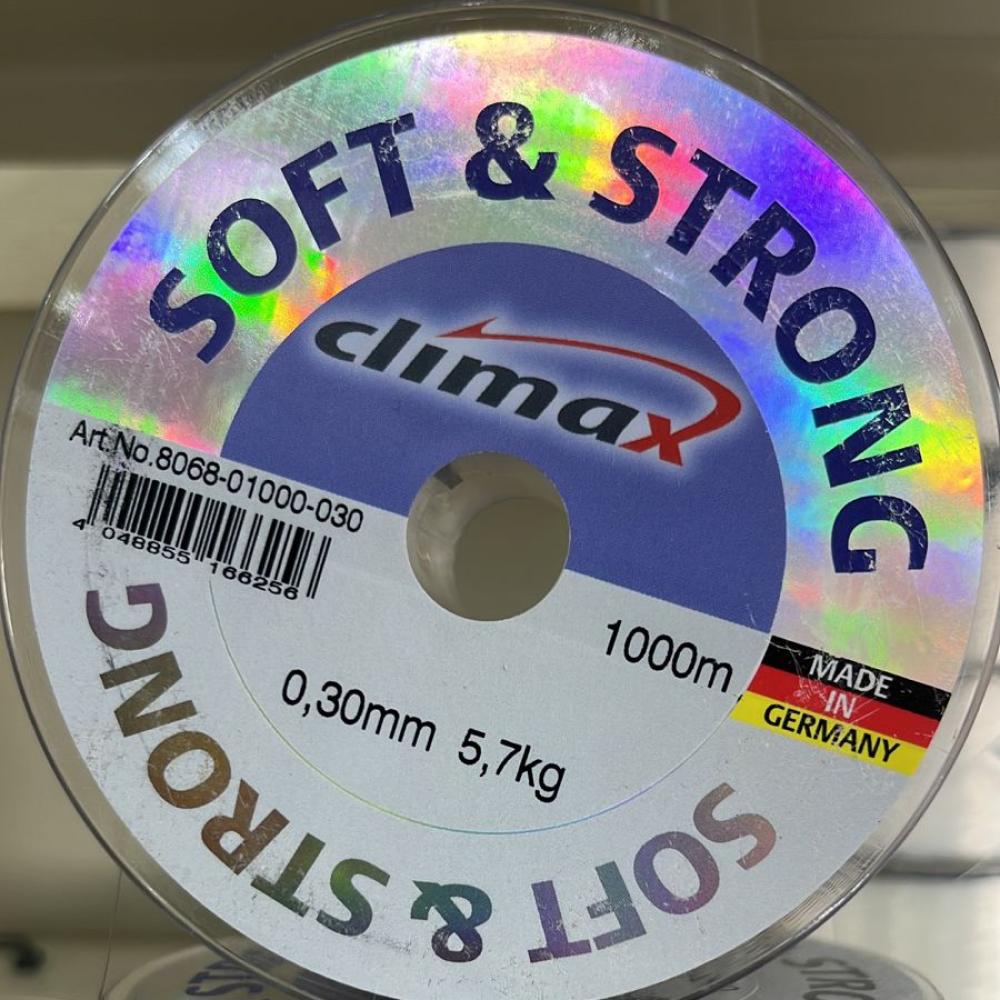 SOFT & STRONG
climax
Art.No.8068-01000-030
4 048855 166256
1000m
0,30mm 5,7kg
MADE
IN
GERMANY
SOFT & STRONG